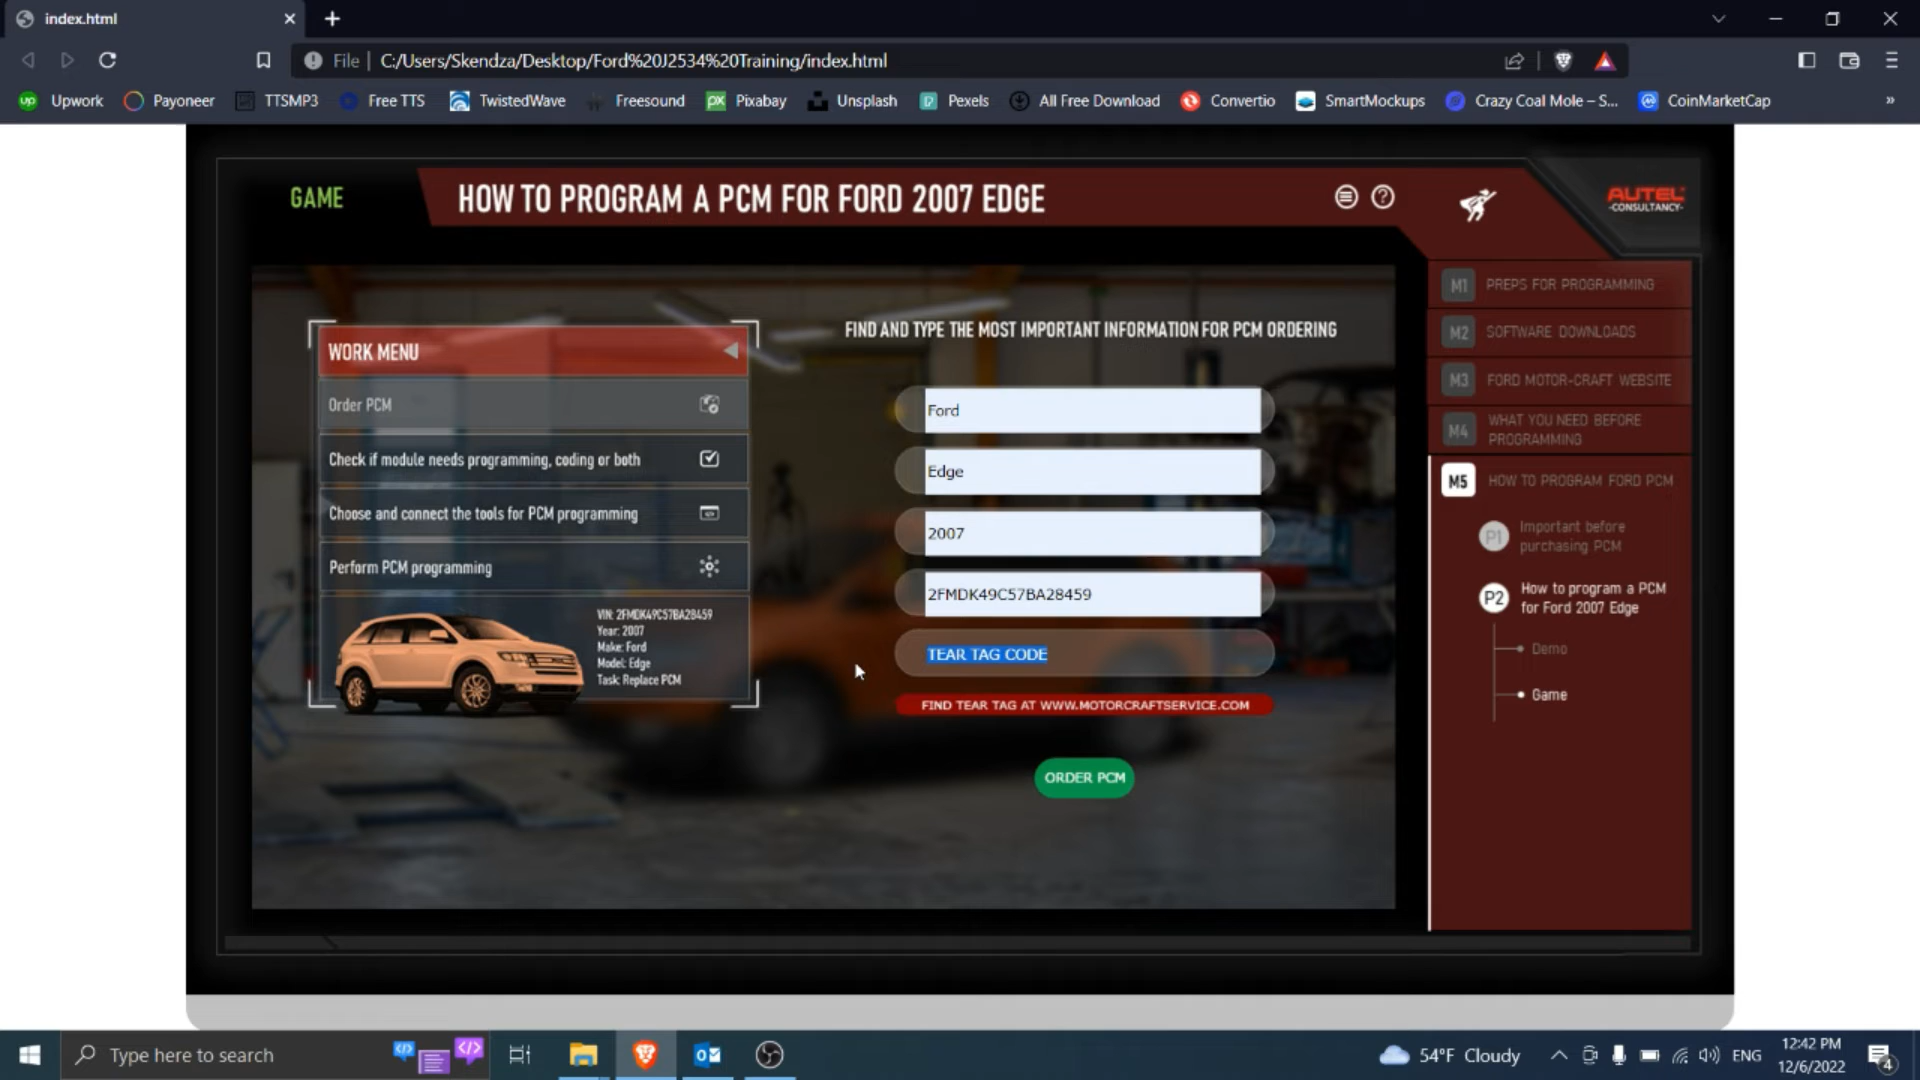 index.html
File
C:/Users/Skendza/Desktop/Ford%20J2534%20Training/index.html
Upwork
Payoneer
TTSMP3
Free TTS
TwistedWave
Freesound
Pixabay
Unsplash
Pexels
All Free Download
Convertio
SmartMockups
Crazy Coal Mole – S...
CoinMarketCap
GAME
HOW TO PROGRAM A PCM FOR FORD 2007 EDGE
AUTEL
-CONSULTANCY-
WORK MENU
Order PCM
Check if module needs programming, coding or both
Choose and connect the tools for PCM programming
Perform PCM programming
VIN: 2FMDK49C57BA28459
Year: 2007
Make: Ford
Model: Edge
Task: Replace PCM
FIND AND TYPE THE MOST IMPORTANT INFORMATION FOR PCM ORDERING
Ford
Edge
2007
2FMDK49C57BA28459
TEAR TAG CODE
FIND TEAR TAG AT WWW.MOTORCRAFTSERVICE.COM
ORDER PCM
M1 PREPS FOR PROGRAMMING
M2 SOFTWARE DOWNLOADS
M3 FORD MOTOR-CRAFT WEBSITE
M4 WHAT YOU NEED BEFORE
PROGRAMMING
M5 HOW TO PROGRAM FORD PCM
P1 Important before
purchasing PCM
P2 How to program a PCM
for Ford 2007 Edge
Demo
Game
Type here to search
54°F Cloudy
ENG
12:42 PM
12/6/2022
4